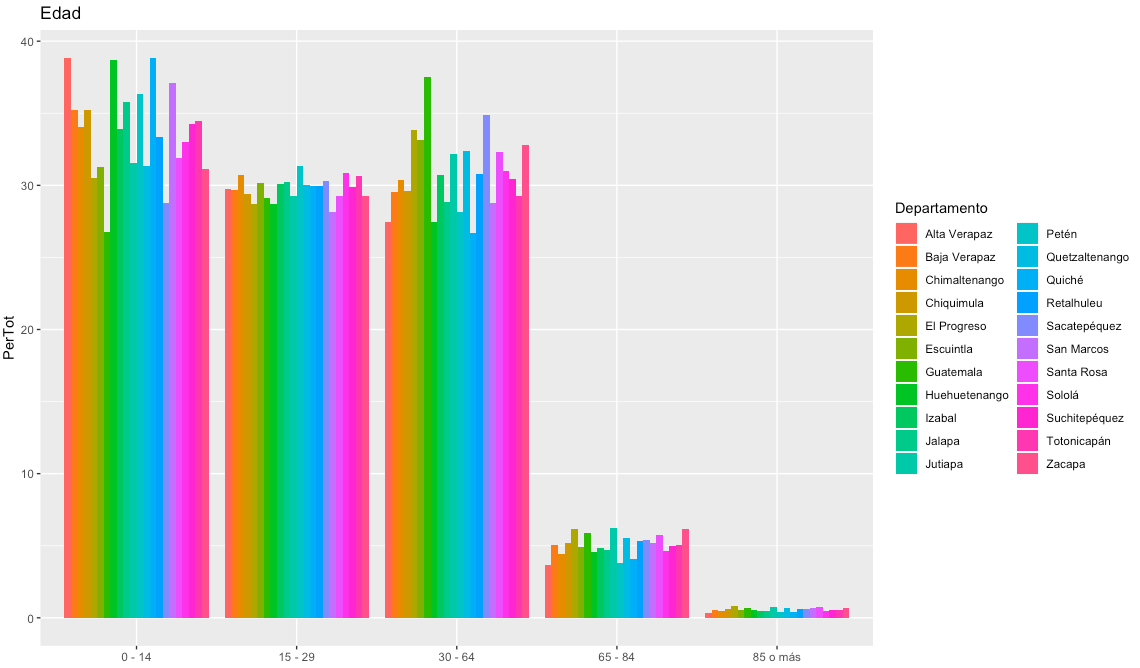 Edad
PerTot
40
30
20
10
0
0 - 14
15 - 29
30 - 64
65 - 84
85 o más
Departamento
Alta Verapaz
Baja Verapaz
Chimaltenango
Chiquimula
El Progreso
Escuintla
Guatemala
Huehuetenango
Izabal
Jalapa
Jutiapa
Petén
Quetzaltenango
Quiché
Retalhuleu
Sacatepéquez
San Marcos
Santa Rosa
Sololá
Suchitepéquez
Totonicapán
Zacapa